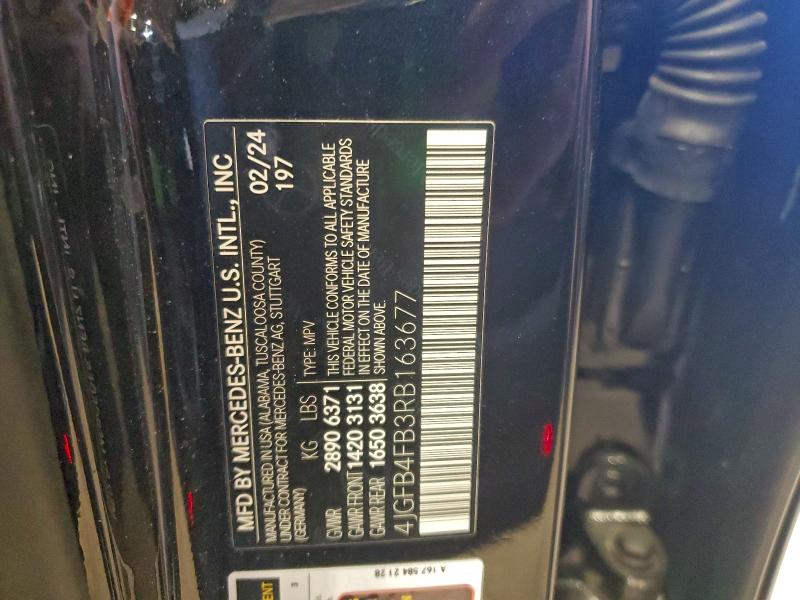 MFD BY MERCEDES-BENZ U.S. INTL., INC
MANUFACTURED IN USA (ALABAMA, TUSCALOOSA COUNTY)
UNDER CONTRACT FOR MERCEDES-BENZ AG, STUTTGART
(GERMANY)
02/24
197
KG LBS
GVWR 2890 6371
GAWR FRONT 1420 3131
GAWR REAR 1650 3638
TYPE: MPV
THIS VEHICLE CONFORMS TO ALL APPLICABLE
FEDERAL MOTOR VEHICLE SAFETY STANDARDS
IN EFFECT ON THE DATE OF MANUFACTURE
SHOWN ABOVE.
4JGFB4FB3RB163677
A 167 584 21 28
3